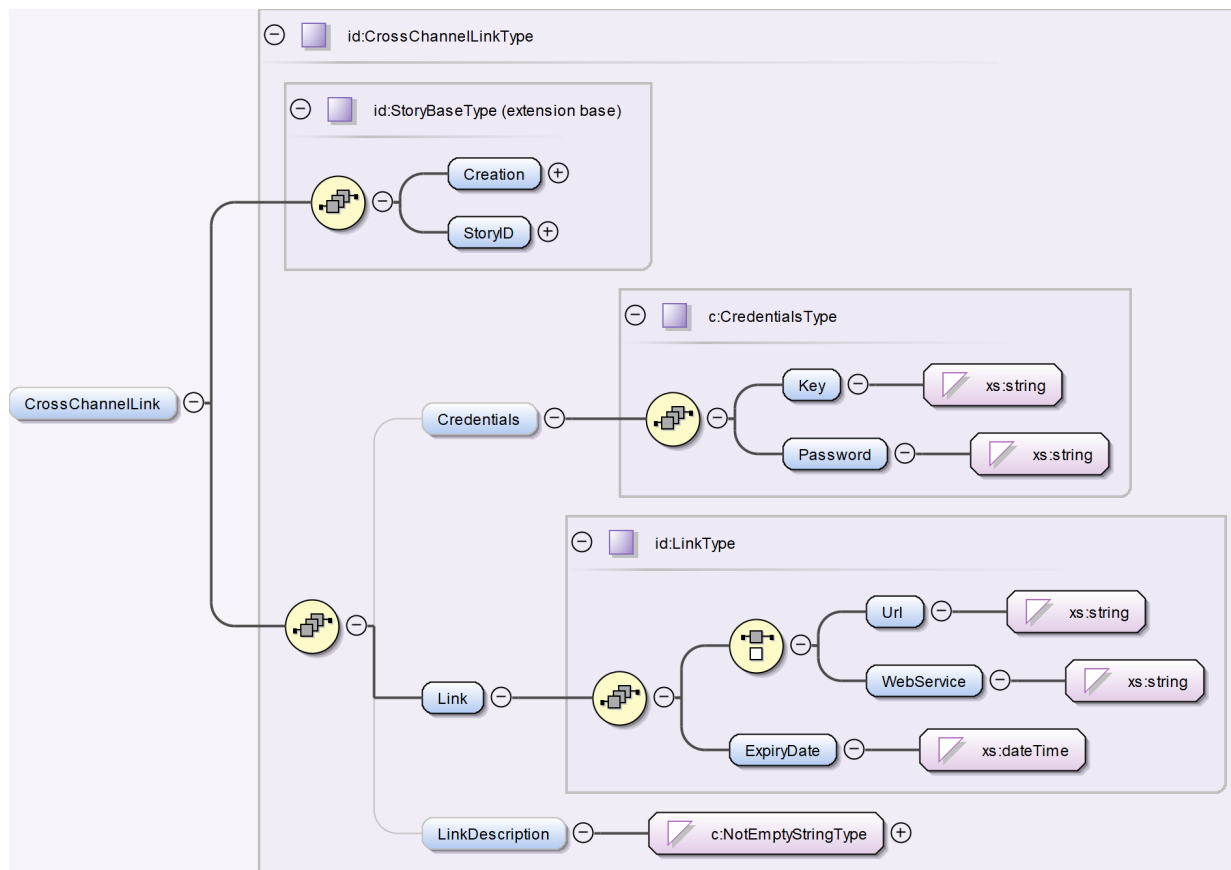 id:CrossChannelLinkType
id:StoryBaseType (extension base)
Creation
StoryID
c:CredentialsType
Key
xs:string
CrossChannelLink
Credentials
Password
xs:string
id:LinkType
Url
xs:string
WebService
xs:string
Link
ExpiryDate
xs:dateTime
LinkDescription
c:NotEmptyStringType